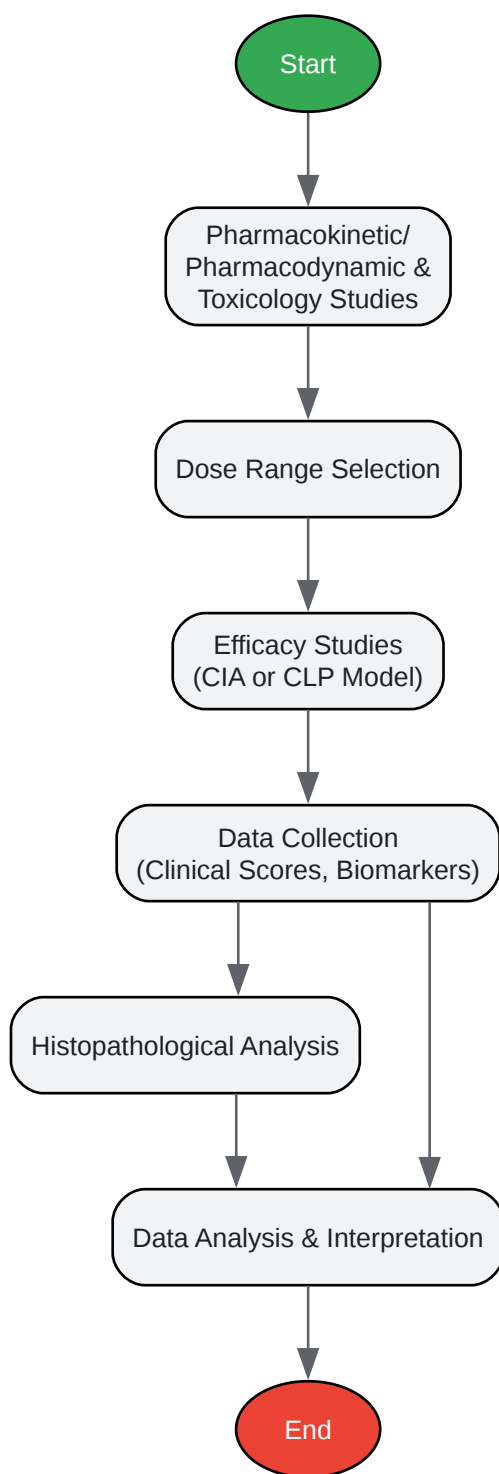 Start
Pharmacokinetic/
Pharmacodynamic &
Toxicology Studies
Dose Range Selection
Efficacy Studies
(CIA or CLP Model)
Data Collection
(Clinical Scores, Biomarkers)
Histopathological Analysis
Data Analysis & Interpretation
End